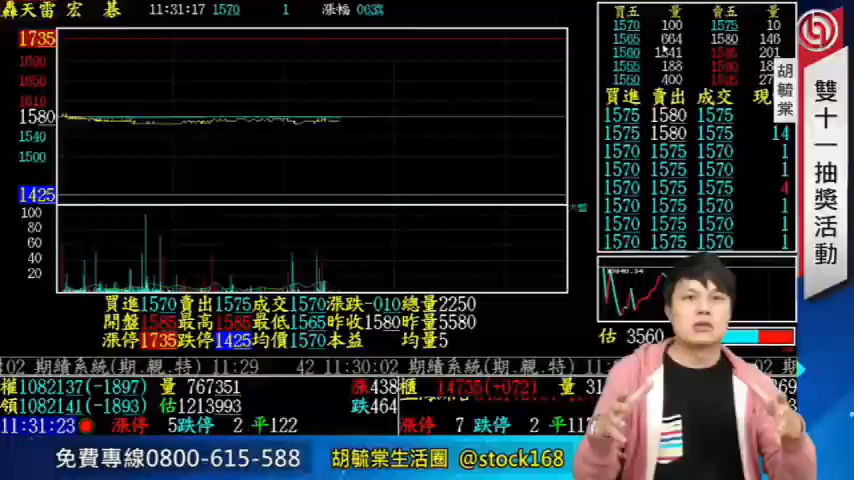 轟天雷 宏 碁 11:31:17 1570 1 漲幅
1735
1600
1650
1610
1580
1540
1500
1425
100
80
60
40
20
買五 量 賣五 量
1570 100 1575 10
1565 664 1580 146
1560 1341 201
1555 188
1550 400
買進 賣出 成交 現
1575 1580 1575
1575 1580 1575 14
1570 1575 1570 1
1570 1575 1570 1
1570 1575 1570 4
1570 1575 1570 1
1570 1575 1570 1
1570 1575 1570 1
胡毓棠
雙十一抽獎活動
買進1570賣出1575成交1570漲跌-010總量2250
開盤1585最高1585最低1565昨收1580昨量5580
漲停1735跌停1425均價1570本益 均量5
估 3560
02 期續系統(期.親.特) 11:29 42 11:30:02 期續系統(期.親.特) 11:30
權1082137(-1897) 量 767351 漲438
領1082141(-1893) 估1213993 跌464
11:31:23 漲停 5跌停 2 平122
櫃 14735(+072) 量 31
漲停 7 跌停 2 平
免費專線0800-615-588 胡毓棠生活圈 @stock168